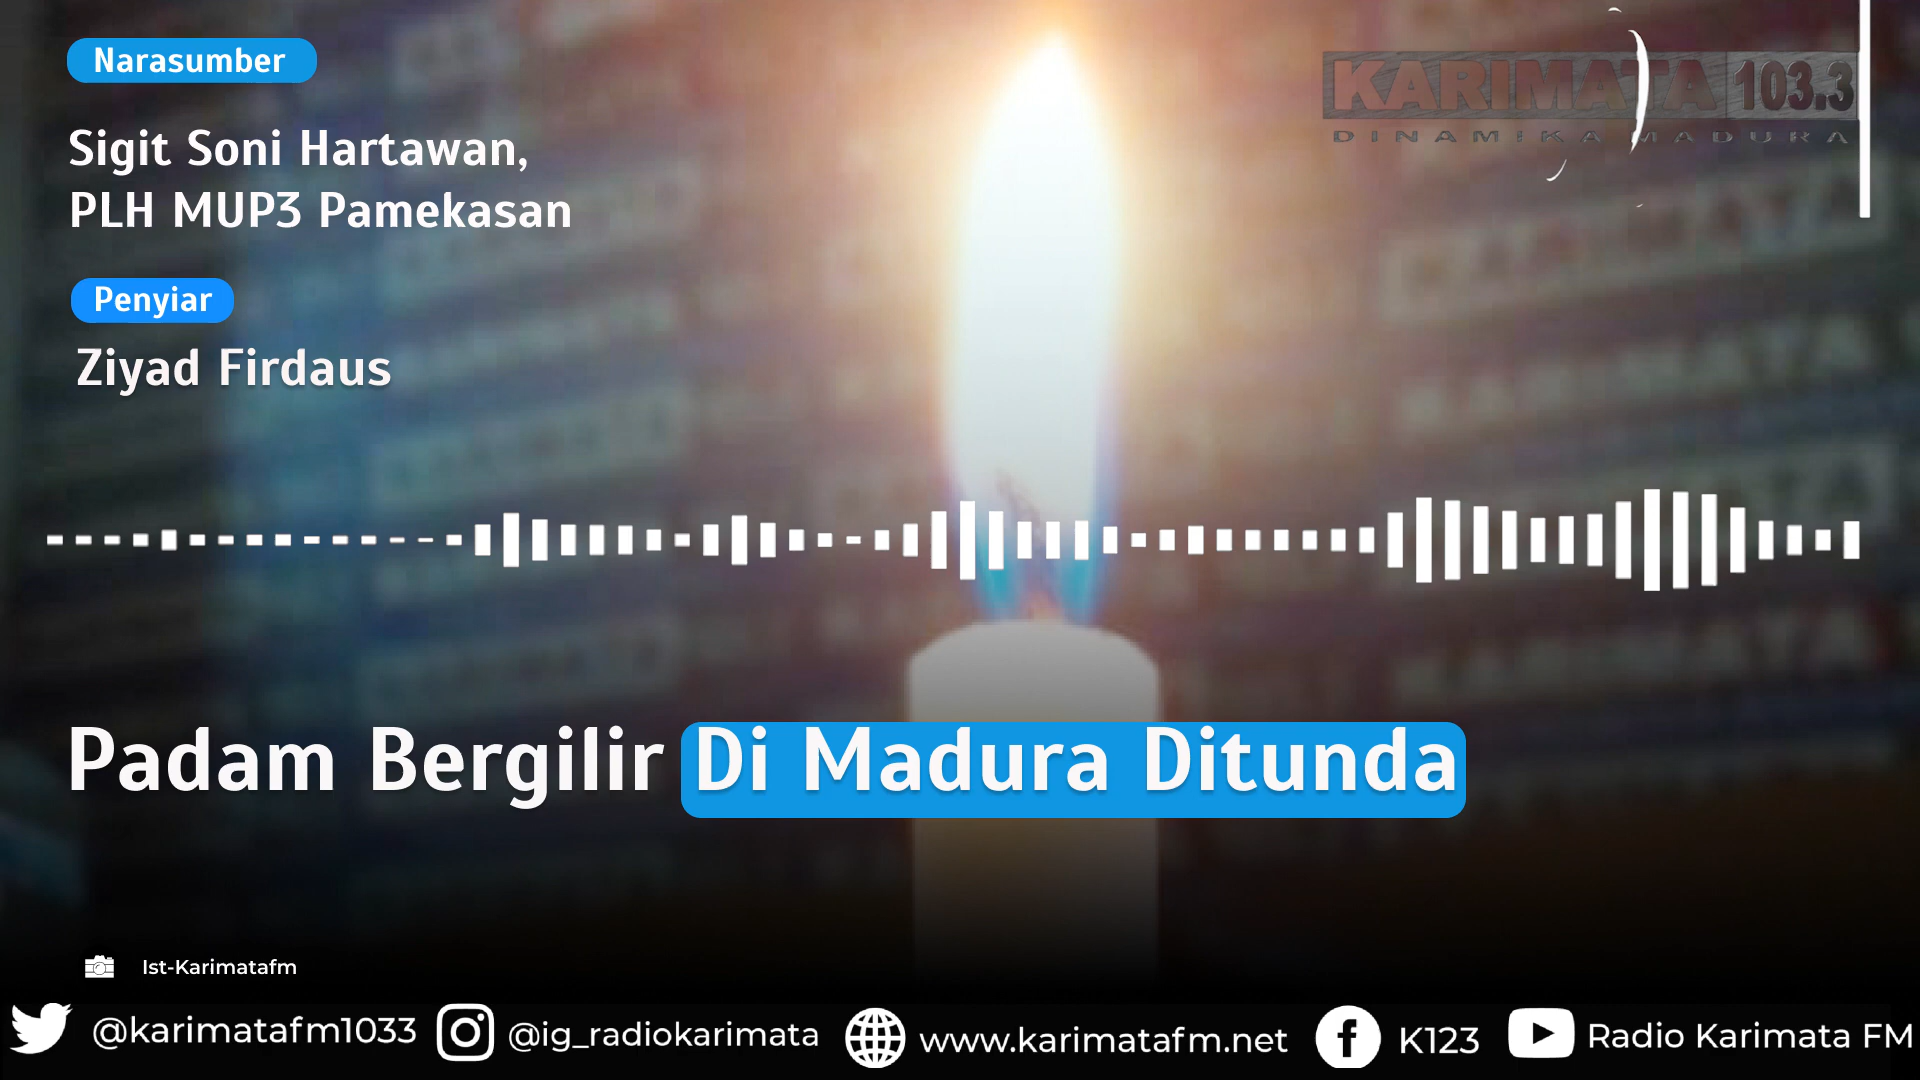 Narasumber
KARIMATA 103.3
DINAMIKA MADURA
Sigit Soni Hartawan,
PLH MUP3 Pamekasan
Penyiar
Ziyad Firdaus
Padam Bergilir Di Madura Ditunda
Ist-Karimatafm
@karimatafm1033 @ig_radiokarimata www.karimatafm.net K123 Radio Karimata FM